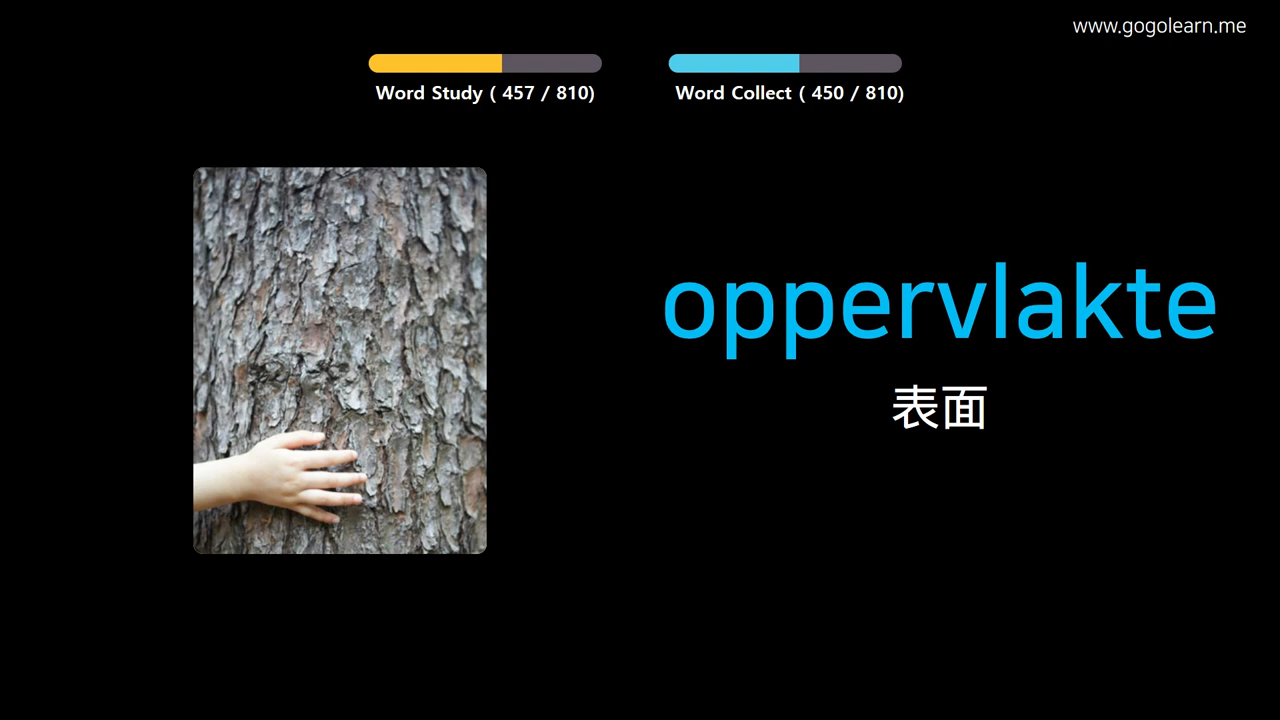 www.gogolearn.me
Word Study ( 457 / 810)
Word Collect ( 450 / 810)
oppervlakte
表面